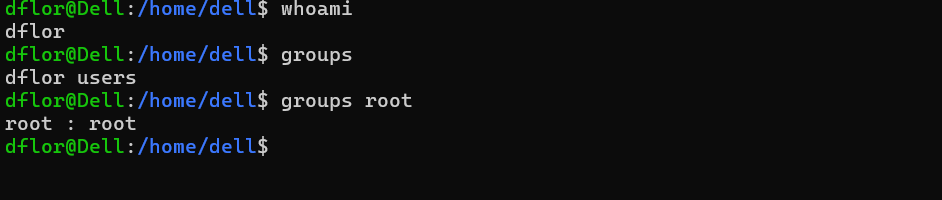 dflor@Dell:/home/dell$ whoami
dflor
dflor@Dell:/home/dell$ groups
dflor users
dflor@Dell:/home/dell$ groups root
root : root
dflor@Dell:/home/dell$